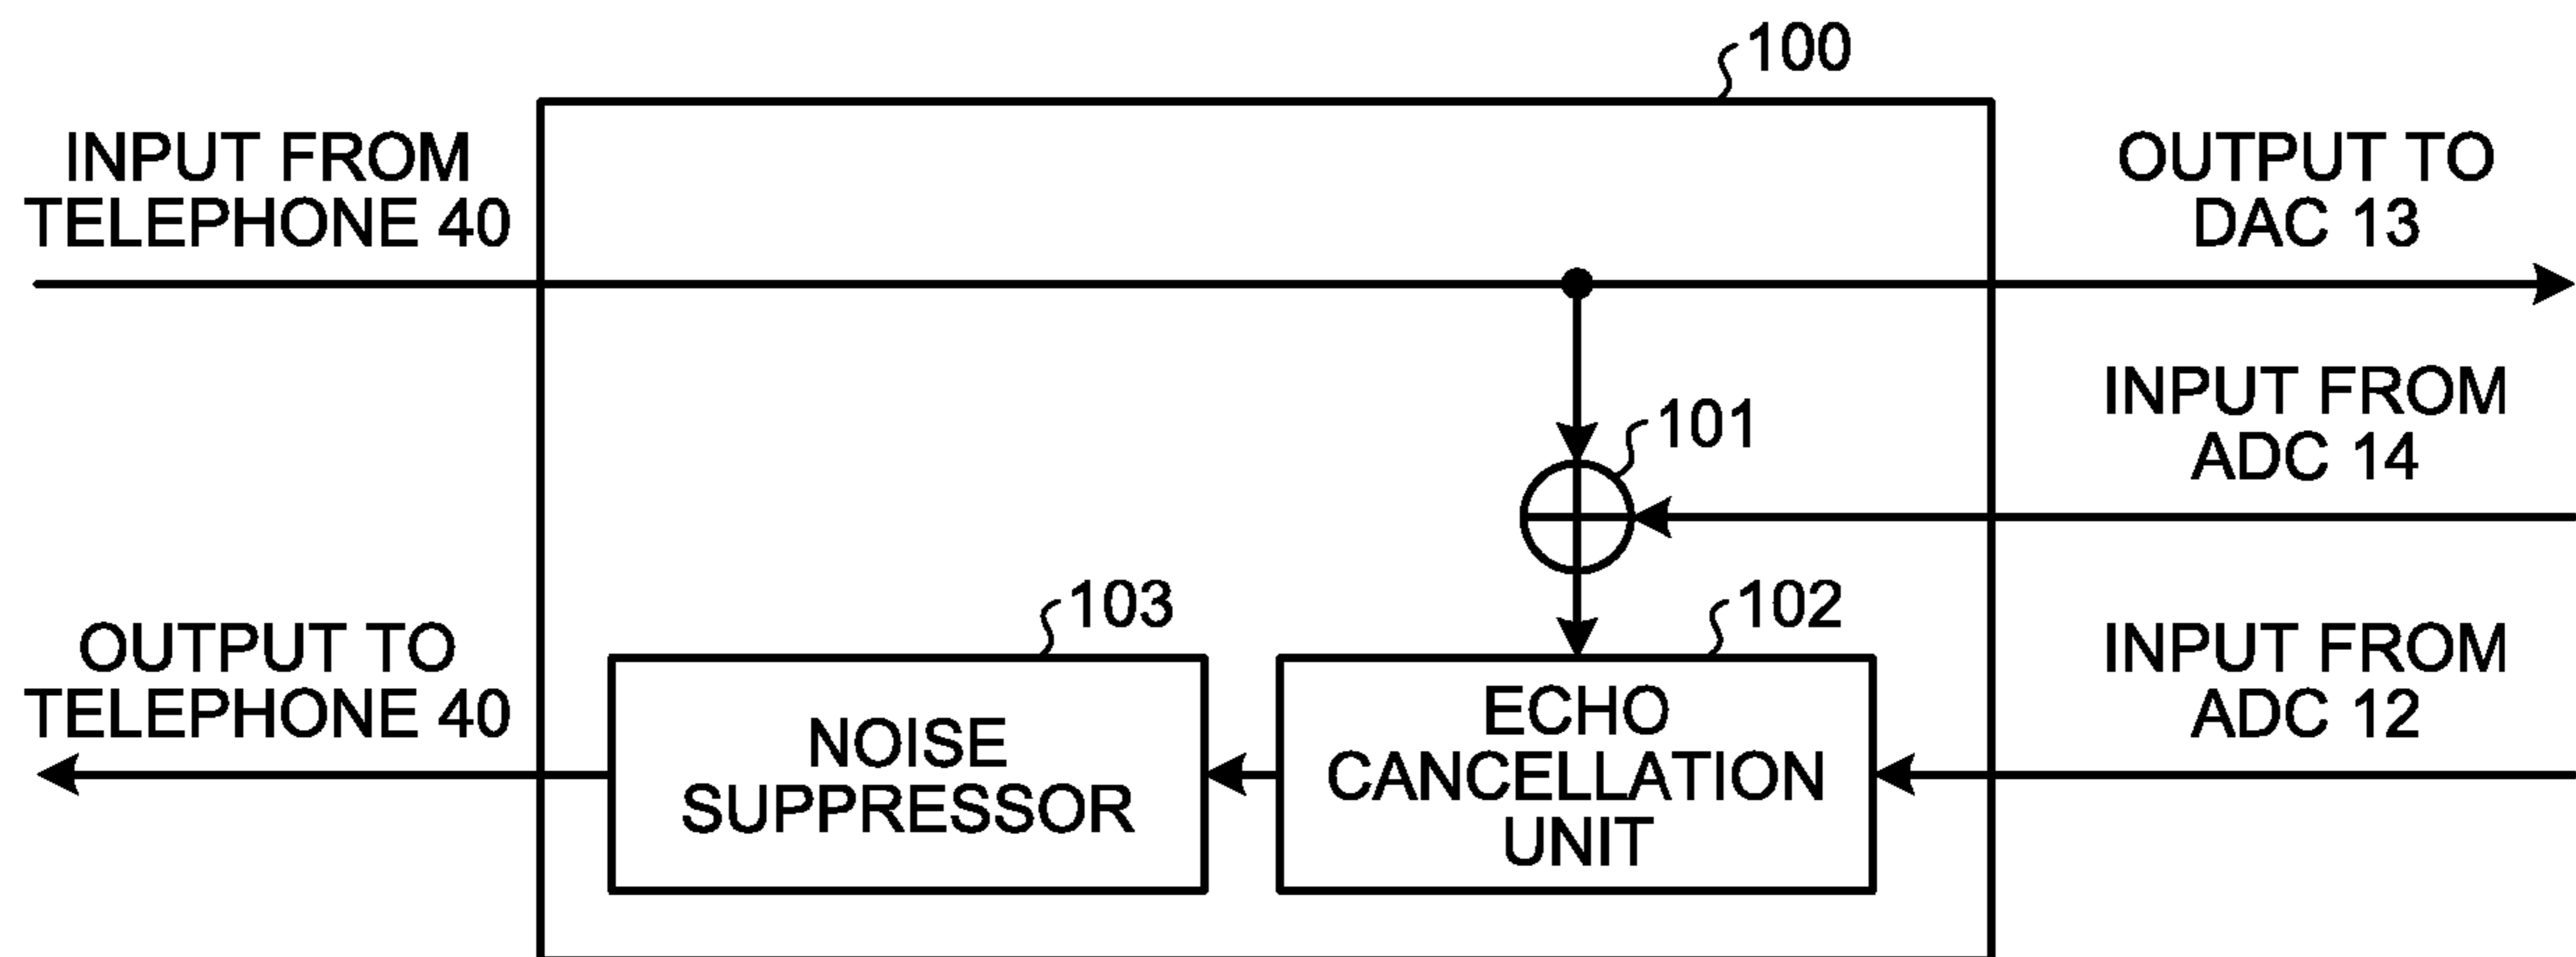 100
INPUT FROM
TELEPHONE 40
OUTPUT TO
DAC 13
INPUT FROM
ADC 14
101
103
102
OUTPUT TO
TELEPHONE 40
INPUT FROM
ADC 12
NOISE
SUPPRESSOR
ECHO
CANCELLATION
UNIT